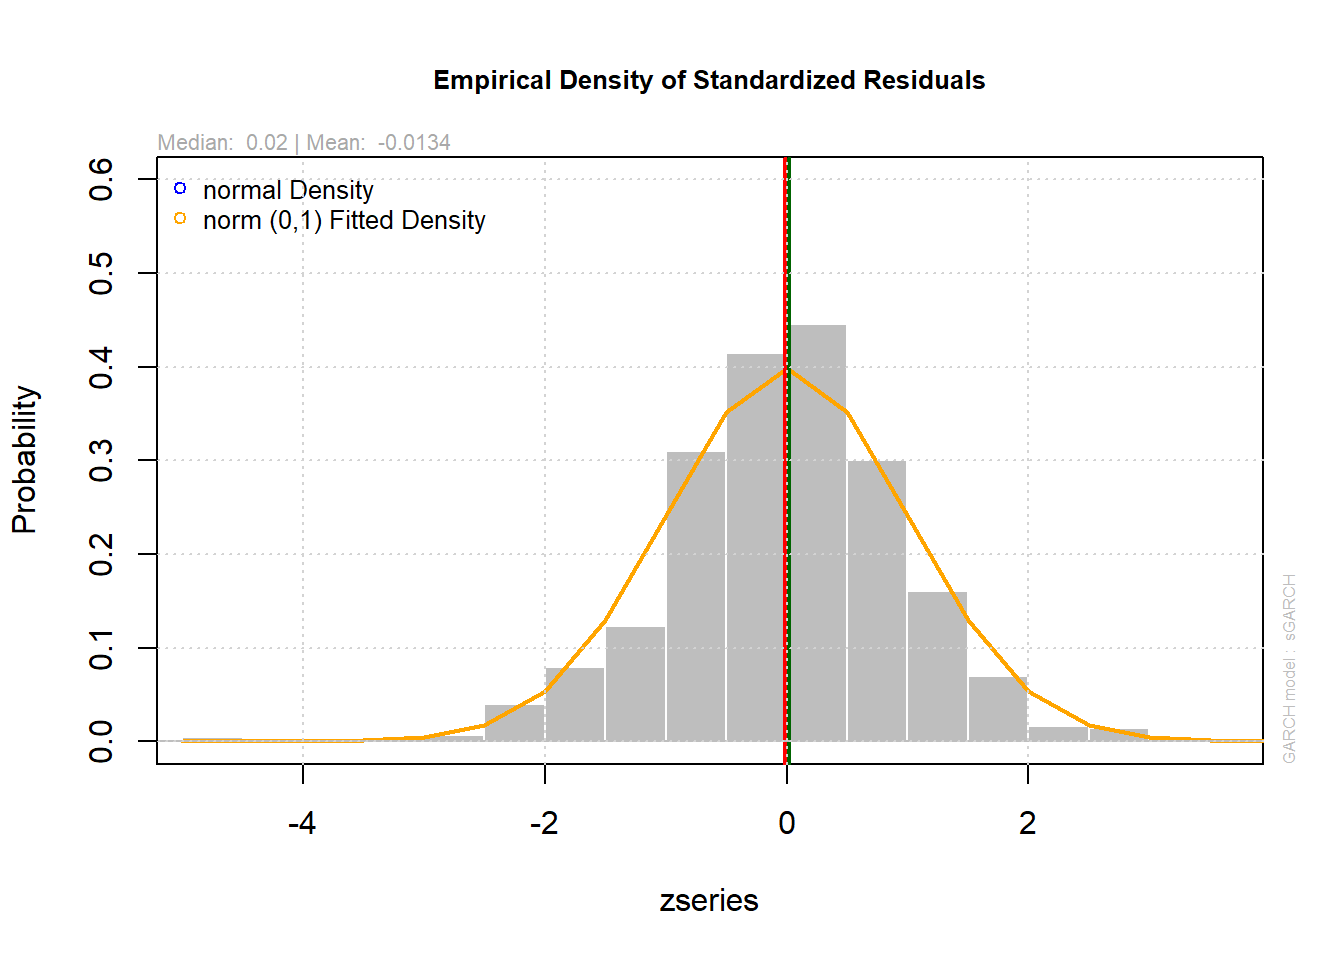 Empirical Density of Standardized Residuals
Median:  0.02 | Mean:  -0.0134
normal Density
norm (0,1) Fitted Density
0.6
0.5
0.4
0.3
0.2
0.1
0.0
Probability
-4
-2
0
2
zseries
GARCH model :  sGARCH